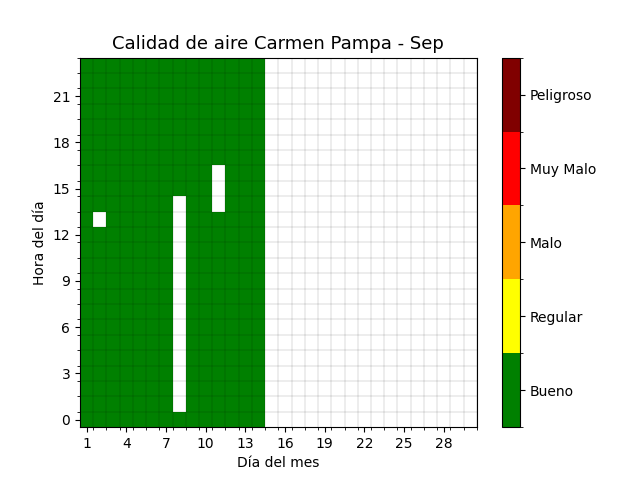 Calidad de aire Carmen Pampa - Sep
Hora del día
21
18
15
12
9
6
3
0
1 4 7 10 13 16 19 22 25 28
Día del mes
Peligroso
Muy Malo
Malo
Regular
Bueno